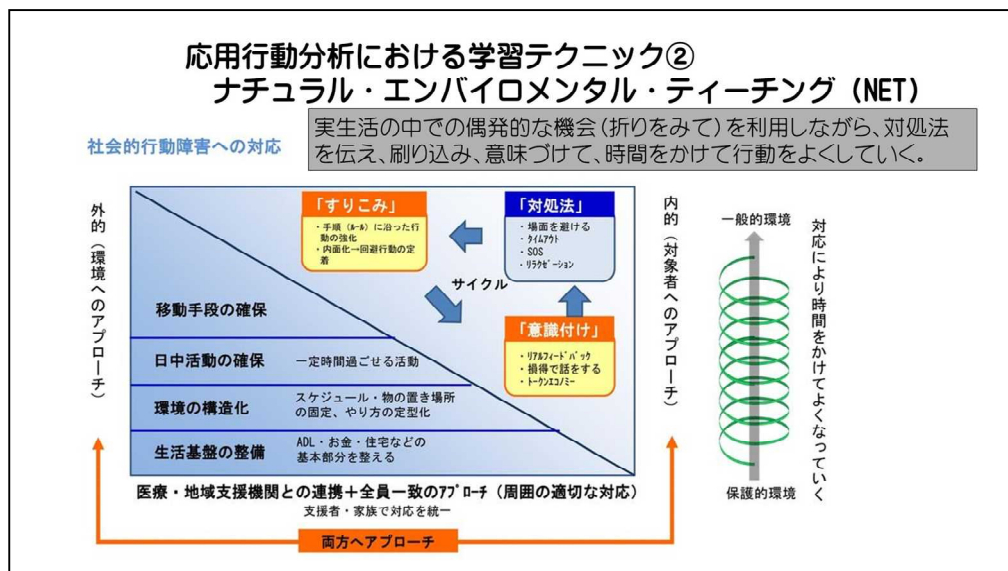 応用行動分析における学習テクニック②
ナチュラル・エンバイロメンタル・ティーチング（NET）
実生活の中での偶発的な機会(折りをみて)を利用しながら、対処法
を伝え、刷り込み、意味づけて、時間をかけて行動をよくしていく。
社会的行動障害への対応
外的（環境へのアプローチ）
「すりこみ」
・手順（ﾙｰﾙ）に沿った行
動の強化
・内面化→回避行動の定
着
「対処法」
・場面を避ける
・ﾀｲﾑｱｳﾄ
・SOS
・ﾘﾗｸｾﾞｰｼｮﾝ
サイクル
「意識付け」
・ﾘｱﾙﾌｨｰﾄﾞﾊﾞｯｸ
・損得で話をする
・ﾄｰｸﾝｴｺﾉﾐｰ
移動手段の確保
日中活動の確保
一定時間過ごせる活動
環境の構造化
スケジュール・物の置き場所
の固定、やり方の定型化
生活基盤の整備
ADL・お金・住宅などの
基本部分を整える
内的（対象者へのアプローチ）
一般的環境
保護的環境
対応により時間をかけてよくなっていく
医療・地域支援機関との連携＋全員一致のｱﾌﾟﾛｰﾁ（周囲の適切な対応）
支援者・家族で対応を統一
両方へアプローチ